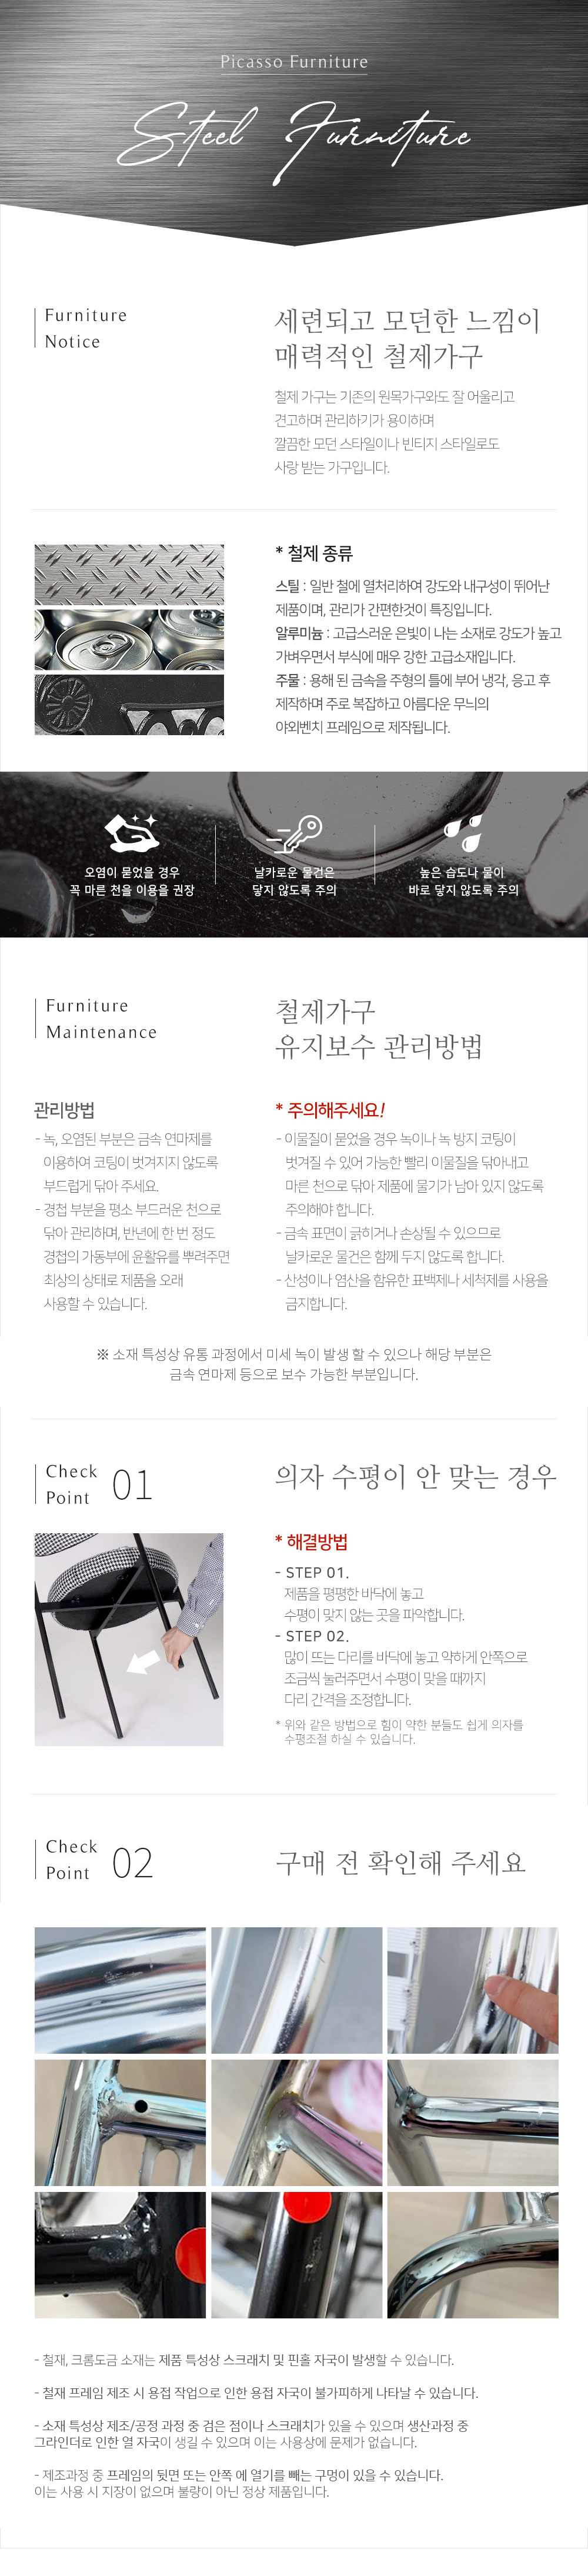 Picasso Furniture
Steel Furniture
Furniture
Notice
세련되고 모던한 느낌이
매력적인 철제가구
철제 가구는 기존의 원목가구와도 잘 어울리고
견고하며 관리하기가 용이하며
깔끔한 모던 스타일이나 빈티지 스타일로도
사랑 받는 가구입니다.
* 철제 종류
스틸 : 일반 철에 열처리하여 강도와 내구성이 뛰어난
제품이며, 관리가 간편한것이 특징입니다.
알루미늄 : 고급스러운 은빛이 나는 소재로 강도가 높고
가벼우면서 부식에 매우 강한 고급소재입니다.
주물 : 용해 된 금속을 주형의 틀에 부어 냉각, 응고 후
제작하며 주로 복잡하고 아름다운 무늬의
야외벤치 프레임으로 제작됩니다.
오염이 묻었을 경우
꼭 마른 천을 이용을 권장
날카로운 물건은
닿지 않도록 주의
높은 습도나 물이
바로 닿지 않도록 주의
Furniture
Maintenance
철제가구
유지보수 관리방법
관리방법
- 녹, 오염된 부분은 금속 연마제를
이용하여 코팅이 벗겨지지 않도록
부드럽게 닦아 주세요.
- 경첩 부분을 평소 부드러운 천으로
닦아 관리하며, 반년에 한 번 정도
경첩의 가동부에 윤활유를 뿌려주면
최상의 상태로 제품을 오래
사용할 수 있습니다.
* 주의해주세요!
- 이물질이 묻었을 경우 녹이나 녹 방지 코팅이
벗겨질 수 있어 가능한 빨리 이물질을 닦아내고
마른 천으로 닦아 제품에 물기가 남아 있지 않도록
주의해야 합니다.
- 금속 표면이 긁히거나 손상될 수 있으므로
날카로운 물건은 함께 두지 않도록 합니다.
- 산성이나 염산을 함유한 표백제나 세척제를 사용을
금지합니다.
※ 소재 특성상 유통 과정에서 미세 녹이 발생 할 수 있으나 해당 부분은
금속 연마제 등으로 보수 가능한 부분입니다.
Check
Point 01
의자 수평이 안 맞는 경우
* 해결방법
- STEP 01.
제품을 평평한 바닥에 놓고
수평이 맞지 않는 곳을 파악합니다.
- STEP 02.
많이 뜨는 다리를 바닥에 놓고 약하게 안쪽으로
조금씩 눌러주면서 수평이 맞을 때까지
다리 간격을 조정합니다.
* 위와 같은 방법으로 힘이 약한 분들도 쉽게 의자를
수평조절 하실 수 있습니다.
Check
Point 02
구매 전 확인해 주세요
- 철재, 크롬도금 소재는 제품 특성상 스크래치 및 핀홀 자국이 발생할 수 있습니다.
- 철재 프레임 제조 시 용접 작업으로 인한 용접 자국이 불가피하게 나타날 수 있습니다.
- 소재 특성상 제조/공정 과정 중 검은 점이나 스크래치가 있을 수 있으며 생산과정 중
그라인더로 인한 열 자국이 생길 수 있으며 이는 사용상에 문제가 없습니다.
- 제조과정 중 프레임의 뒷면 또는 안쪽 에 열기를 빼는 구멍이 있을 수 있습니다.
이는 사용 시 지장이 없으며 불량이 아닌 정상 제품입니다.